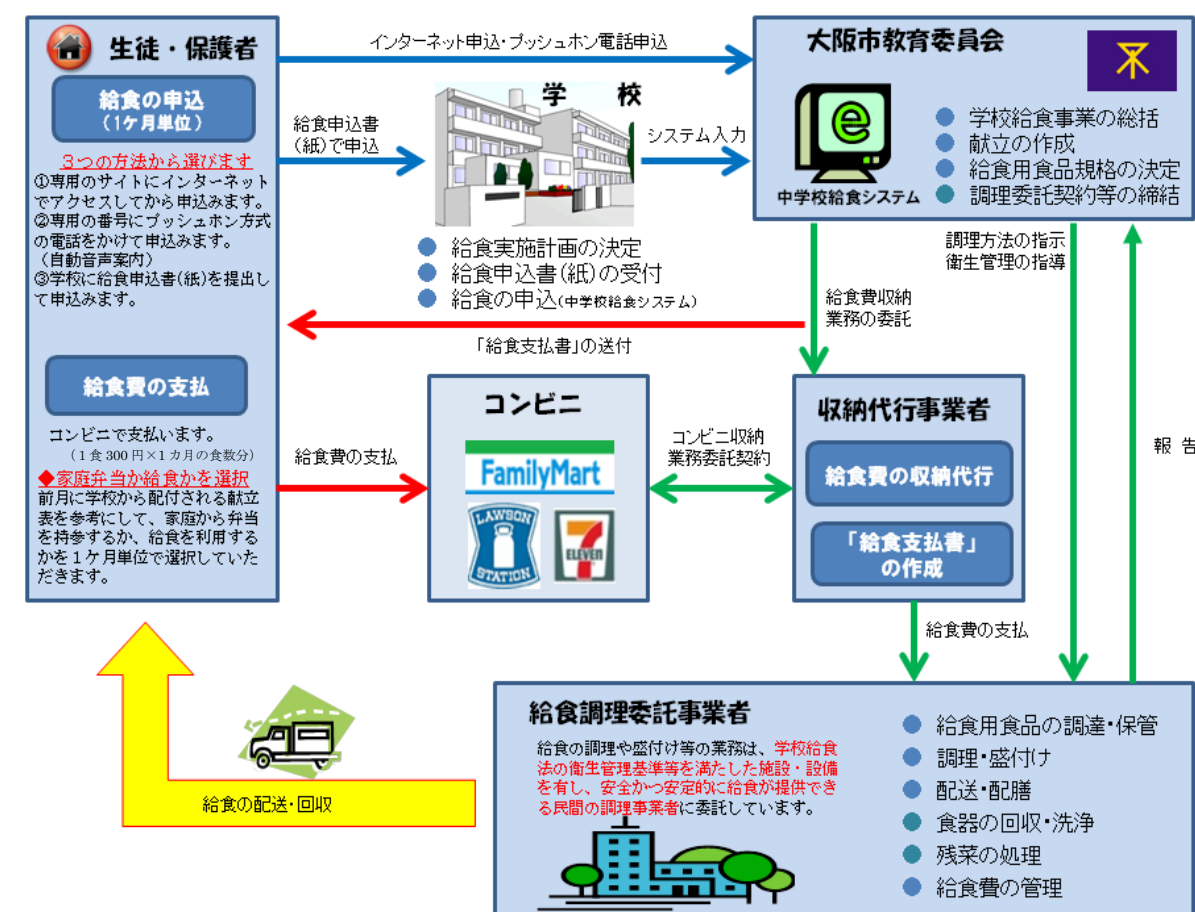 生徒・保護者
給食の申込
(1ケ月単位)
３つの方法から選びます
①専用のサイトにインターネット
でアクセスしてから申込みます。
②専用の番号にプッシュホン方式
の電話をかけて申込みます。
(自動音声案内)
③学校に給食申込書(紙)を提出し
て申込みます。
給食費の支払
コンビニで支払います。
(1食300円×1カ月の食数分)
◆家庭弁当か給食かを選択
前月に学校から配付される献立
表を参考にして、家庭から弁当
を持参するか、給食を利用する
かを１ケ月単位で選択していた
だきます。
インターネット申込・プッシュホン電話申込
給食申込書
(紙)で申込
学校
システム入力
● 給食実施計画の決定
● 給食申込書(紙)の受付
● 給食の申込(中学校給食システム)
大阪市教育委員会
e
中学校給食システム
● 学校給食事業の総括
● 献立の作成
● 給食用食品規格の決定
● 調理委託契約等の締結
調理方法の指示
衛生管理の指導
給食費収納
業務の委託
「給食支払書」の送付
給食費の支払
コンビニ
FamilyMart
LAWSON
STATION
7
ELEVEN
コンビニ収納
業務委託契約
収納代行事業者
給食費の収納代行
「給食支払書」
の作成
報告
給食費の支払
給食の配送・回収
給食調理委託事業者
給食の調理や盛付け等の業務は、学校給食
法の衛生管理基準等を満たした施設・設備
を有し、安全かつ安定的に給食が提供でき
る民間の調理事業者に委託しています。
● 給食用食品の調達・保管
● 調理・盛付け
● 配送・配膳
● 食器の回収・洗浄
● 残菜の処理
● 給食費の管理